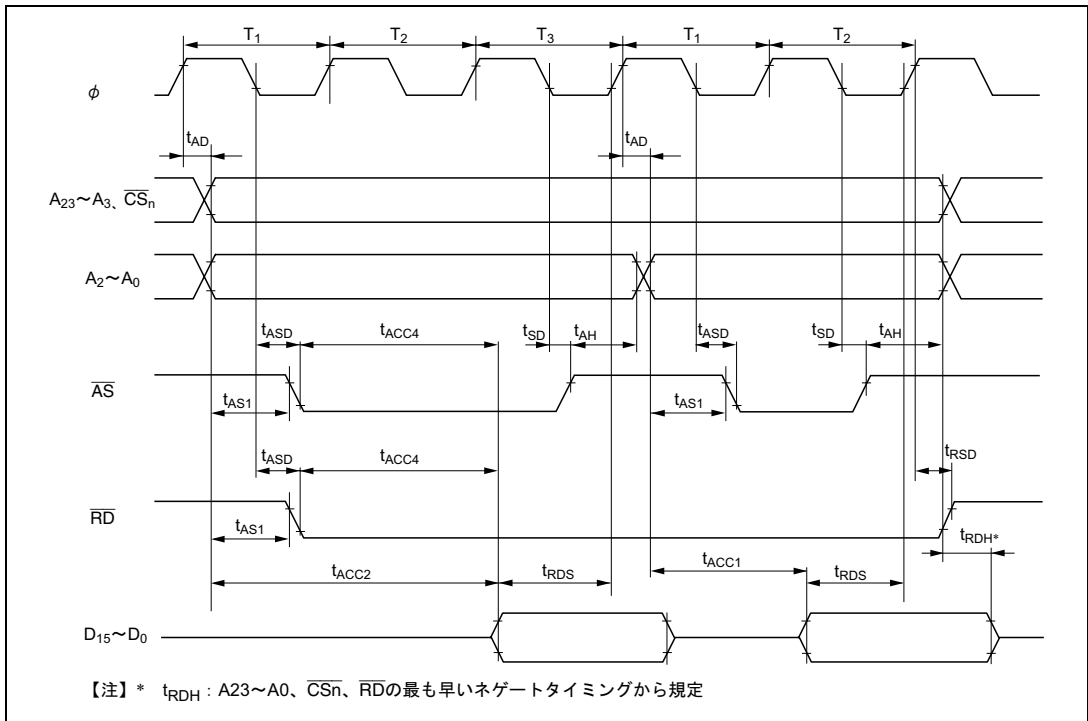 T1 T2 T3 T1 T2
φ
tAD tAD
A23～A3、CSn
A2～A0
tASD tACC4 tSD tAH tASD tSD tAH
AS
tAS1 tAS1
tASD tACC4 tRSD
RD
tAS1 tRDH*
tACC2 tRDS tACC1 tRDS
D15～D0
【注】* tRDH : A23～A0、CSn、RDの最も早いネゲートタイミングから規定